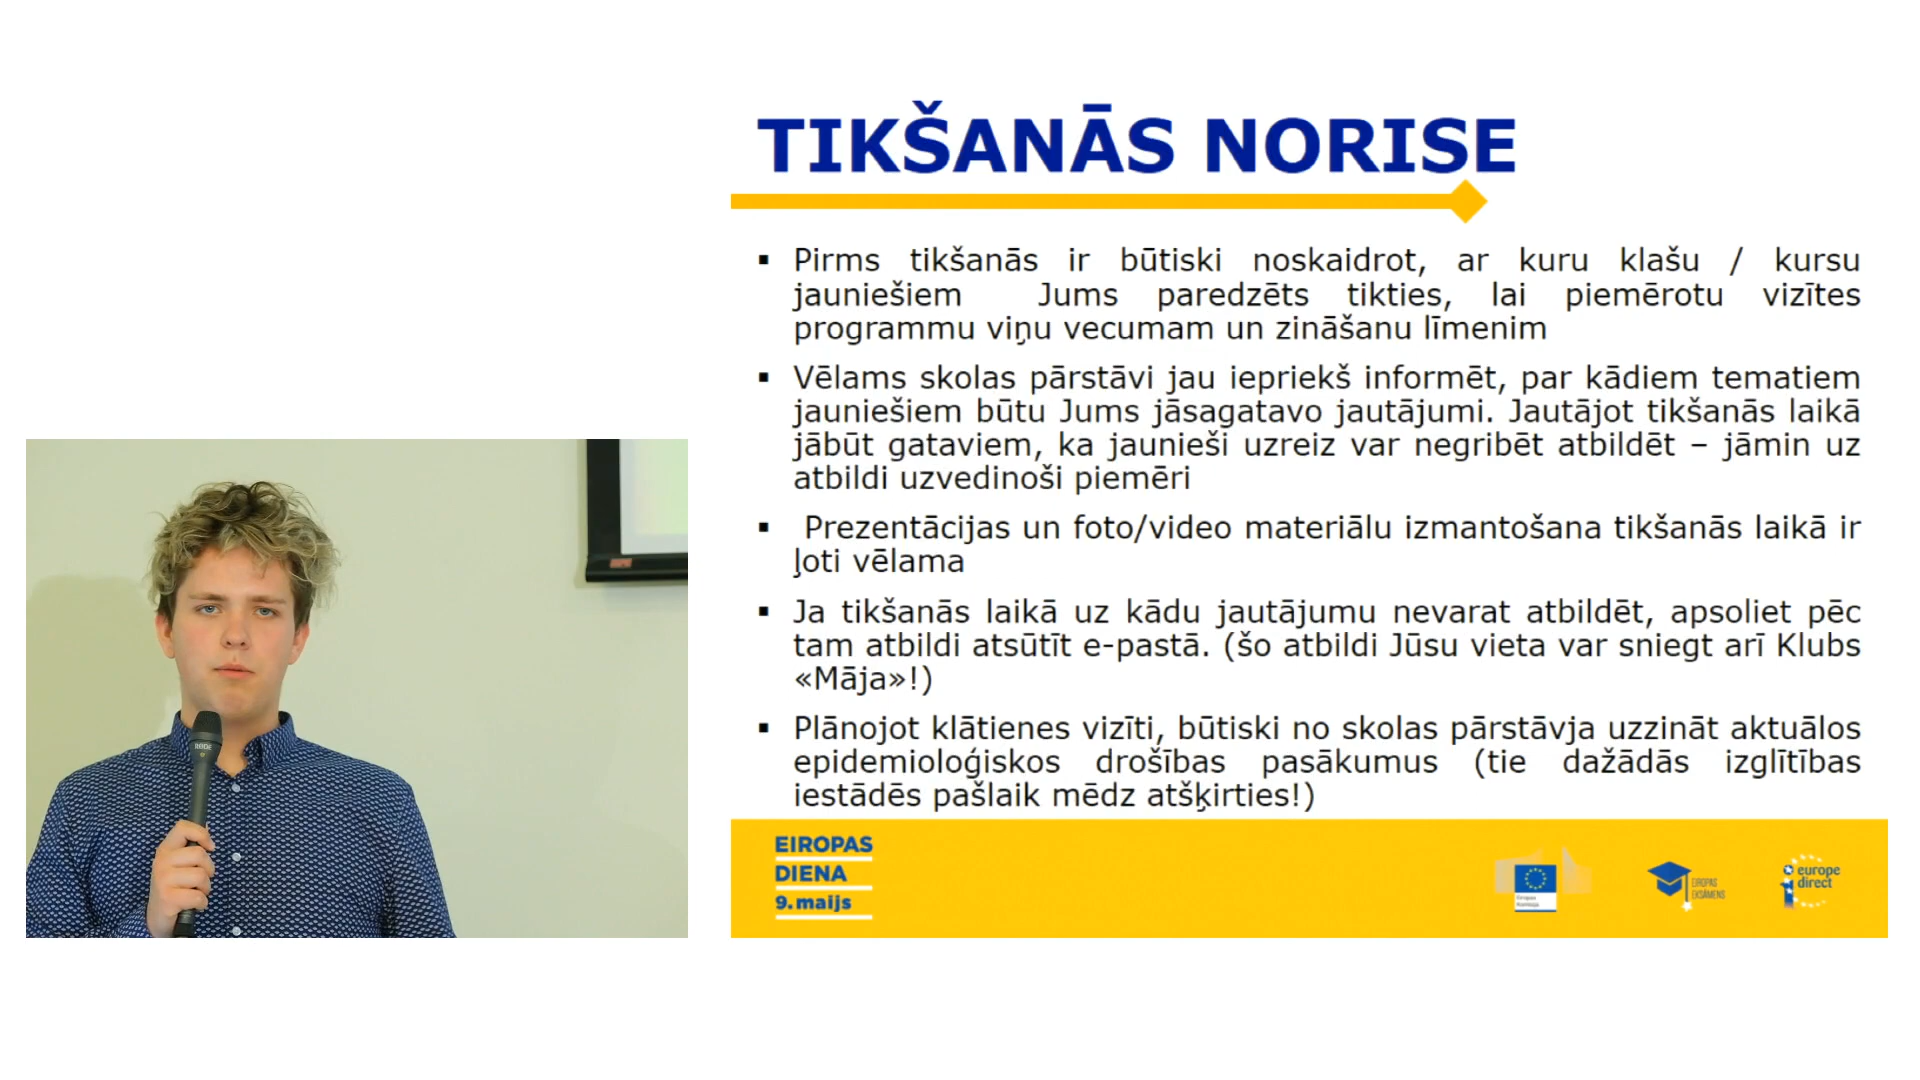 TIKŠANĀS NORISE
▪ Pirms tikšanās ir būtiski noskaidrot, ar kuru klašu / kursu
jauniešiem Jums paredzēts tikties, lai piemērotu vizītes
programmu viņu vecumam un zināšanu līmenim
▪ Vēlams skolas pārstāvi jau iepriekš informēt, par kādiem tematiem
jauniešiem būtu Jums jāsagatavo jautājumi. Jautājot tikšanās laikā
jābūt gataviem, ka jaunieši uzreiz var negribēt atbildēt – jāmin uz
atbildi uzvedinoši piemēri
▪ Prezentācijas un foto/video materiālu izmantošana tikšanās laikā ir
ļoti vēlama
▪ Ja tikšanās laikā uz kādu jautājumu nevarat atbildēt, apsoliet pēc
tam atbildi atsūtīt e-pastā. (šo atbildi Jūsu vieta var sniegt arī Klubs
«Māja»!)
▪ Plānojot klātienes vizīti, būtiski no skolas pārstāvja uzzināt aktuālos
epidemioloģiskos drošības pasākumus (tie dažādās izglītības
iestādēs pašlaik mēdz atšķirties!)
EIROPAS
DIENA
9. maijs
Eiropas
Komisija
EIROPAS
EKSĀMENS
europe
direct
RODE